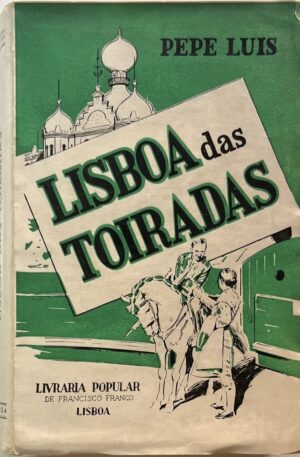 PEPE LUIS
LISBOA das
TOIRADAS
LIVRARIA POPULAR
DE FRANCISCO FRANCO
LISBOA